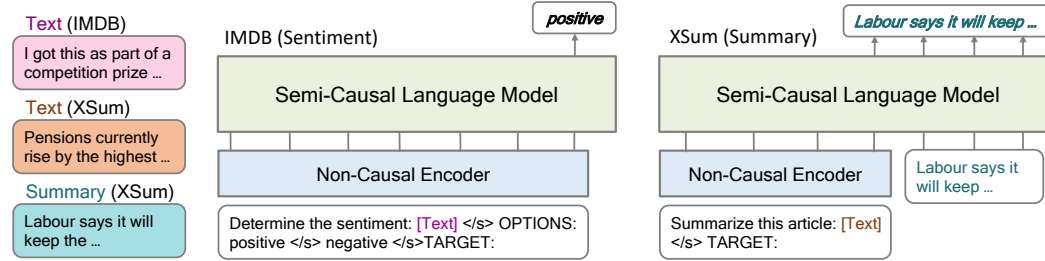 Text (IMDB)
I got this as part of a
competition prize ...
Text (XSum)
Pensions currently
rise by the highest ...
Summary (XSum)
Labour says it will
keep the ...
IMDB (Sentiment)
positive
Semi-Causal Language Model
Non-Causal Encoder
Determine the sentiment: [Text] </s> OPTIONS:
positive </s> negative </s>TARGET:
XSum (Summary)
Labour says it will keep ...
Semi-Causal Language Model
Non-Causal Encoder
Labour says it
will keep ...
Summarize this article: [Text]
</s> TARGET: